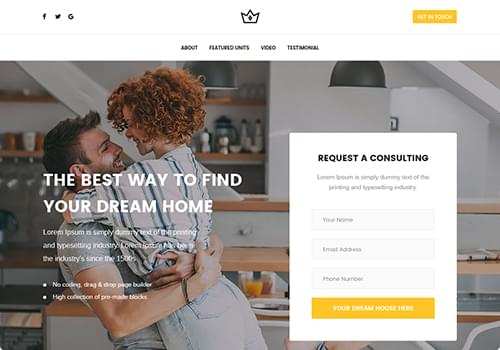 GET IN TOUCH
ABOUT FEATURED UNITS VIDEO TESTIMONIAL
THE BEST WAY TO FIND
YOUR DREAM HOME
Lorem Ipsum is simply dummy text of the printing
and typesetting industry. Lorem Ipsum has been
the industry's since the 1500s
No coding, drag & drop page builder
High collection of pre-made blocks
REQUEST A CONSULTING
Lorem Ipsum is simply dummy text of the
printing and typesetting industry.
Your Name
Email Address
Phone Number
YOUR DREAM HOUSE HERE